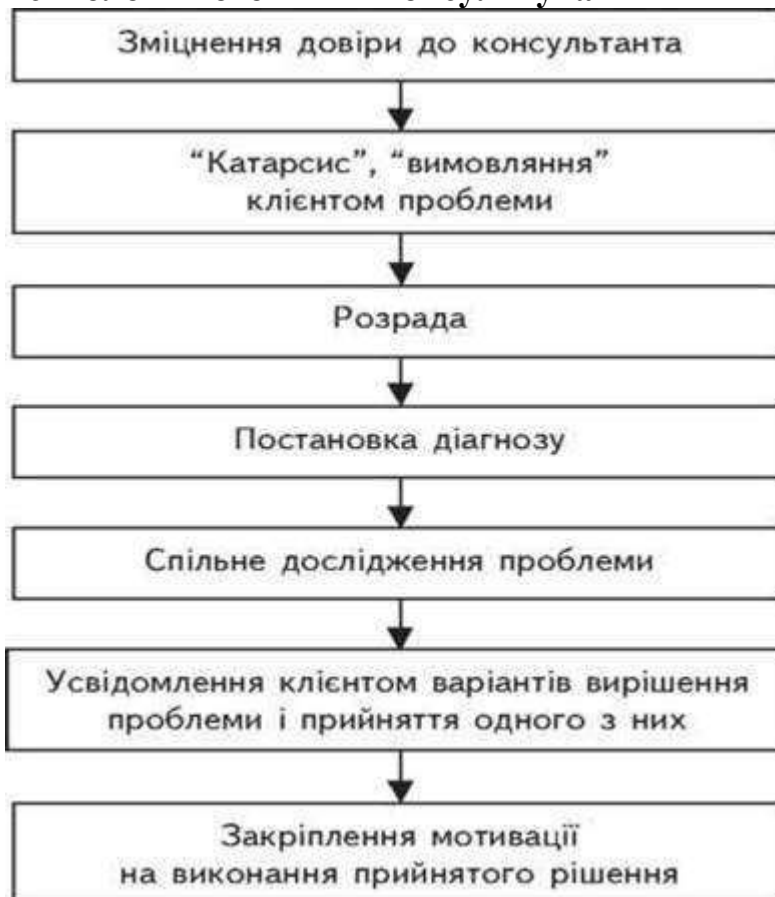 Зміцнення довіри до консультанта
“Катарсис”, “вимовляння”
клієнтом проблеми
Розрада
Постановка діагнозу
Спільне дослідження проблеми
Усвідомлення клієнтом варіантів вирішення
проблеми і прийняття одного з них
Закріплення мотивації
на виконання прийнятого рішення